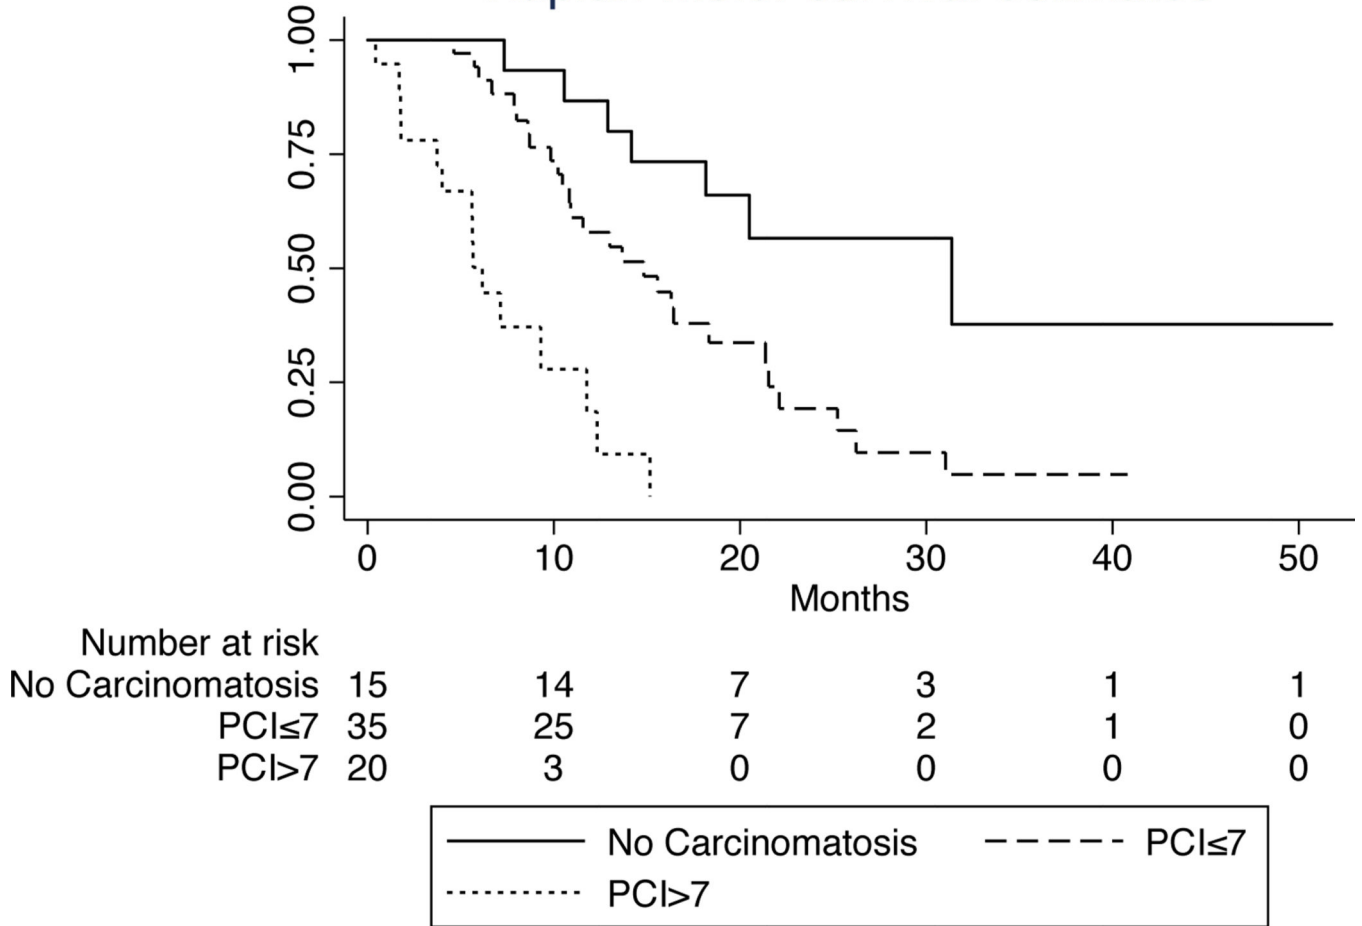 1.00
0.75
0.50
0.25
0.00
0 10 20 30 40 50
Months
Number at risk
No Carcinomatosis 15 14 7 3 1 1
PCI≤7 35 25 7 2 1 0
PCI>7 20 3 0 0 0 0
No Carcinomatosis PCI≤7
PCI>7